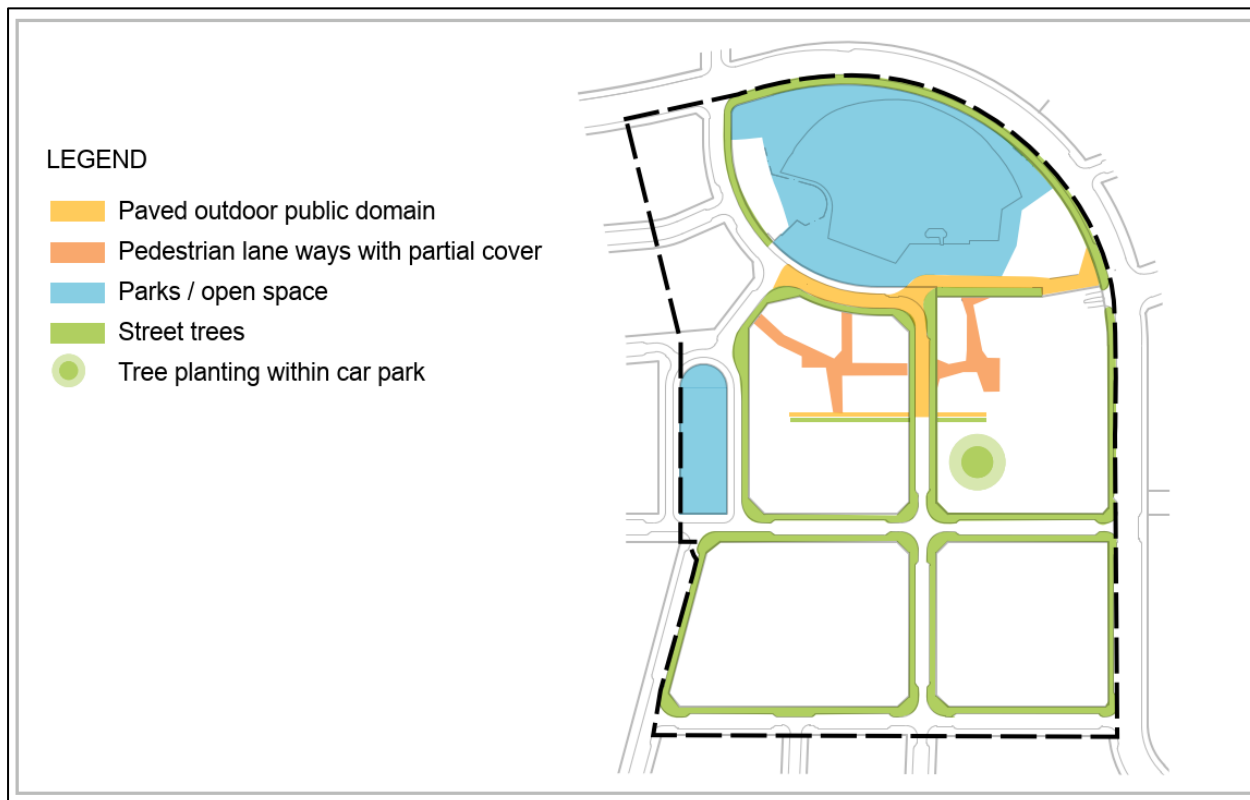 LEGEND
Paved outdoor public domain
Pedestrian lane ways with partial cover
Parks / open space
Street trees
Tree planting within car park